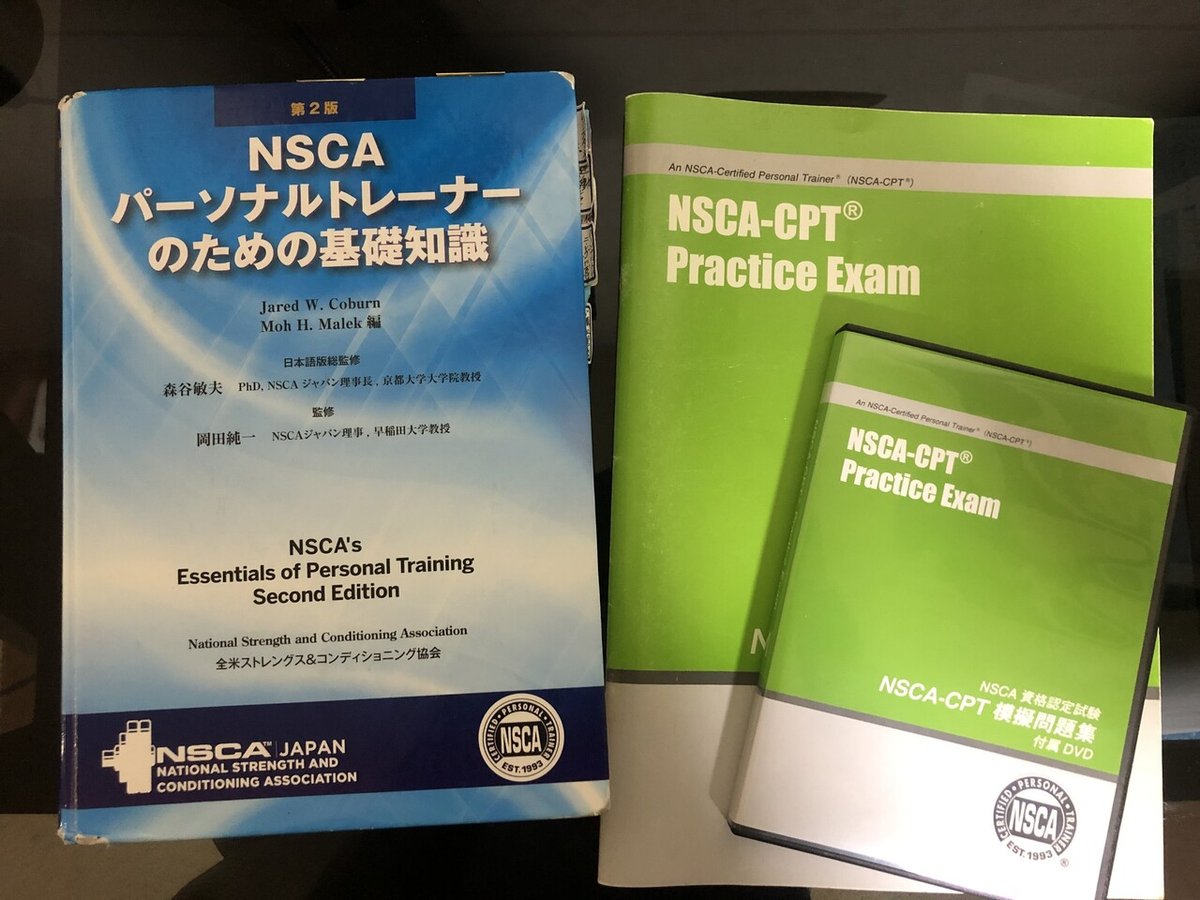 第2版
NSCA
パーソナルトレーナー
のための基礎知識
Jared W. Coburn
Moh H. Malek 編
日本語版総監修
森谷敏夫 PhD, NSCA ジャパン理事長, 京都大学大学院教授
監修
岡田純一 NSCAジャパン理事, 早稲田大学教授
NSCA's
Essentials of Personal Training
Second Edition
National Strength and Conditioning Association
全米ストレングス&コンディショニング協会
NSCA™ JAPAN
NATIONAL STRENGTH AND
CONDITIONING ASSOCIATION
CERTIFIED • PERSONAL • TRAINER
NSCA
EST. 1993
An NSCA-Certified Personal Trainer® (NSCA-CPT®)
NSCA-CPT®
Practice Exam
N
An NSCA-Certified Personal Trainer® (NSCA-CPT®)
NSCA-CPT®
Practice Exam
NSCA 資格認定試験
NSCA-CPT 模擬問題集
付属 DVD
CERTIFIED • PERSONAL • TRAINER
NSCA
EST. 1993
®